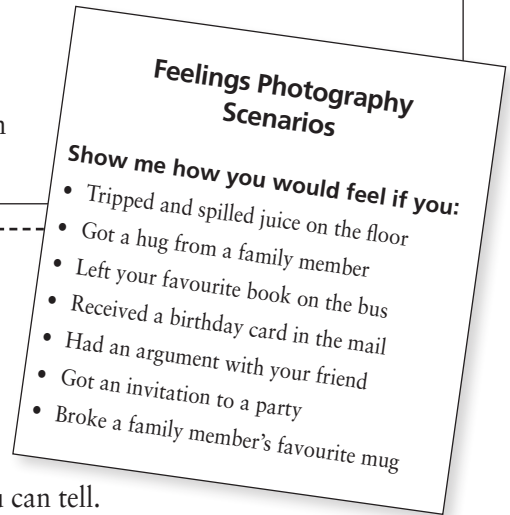 Feelings Photography
Scenarios
Show me how you would feel if you:
• Tripped and spilled juice on the floor
• Got a hug from a family member
• Left your favourite book on the bus
• Received a birthday card in the mail
• Had an argument with your friend
• Got an invitation to a party
• Broke a family member's favourite mug
can tell.